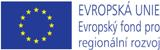 EVROPSKÁ UNIE
Evropský fond pro
regionální rozvoj